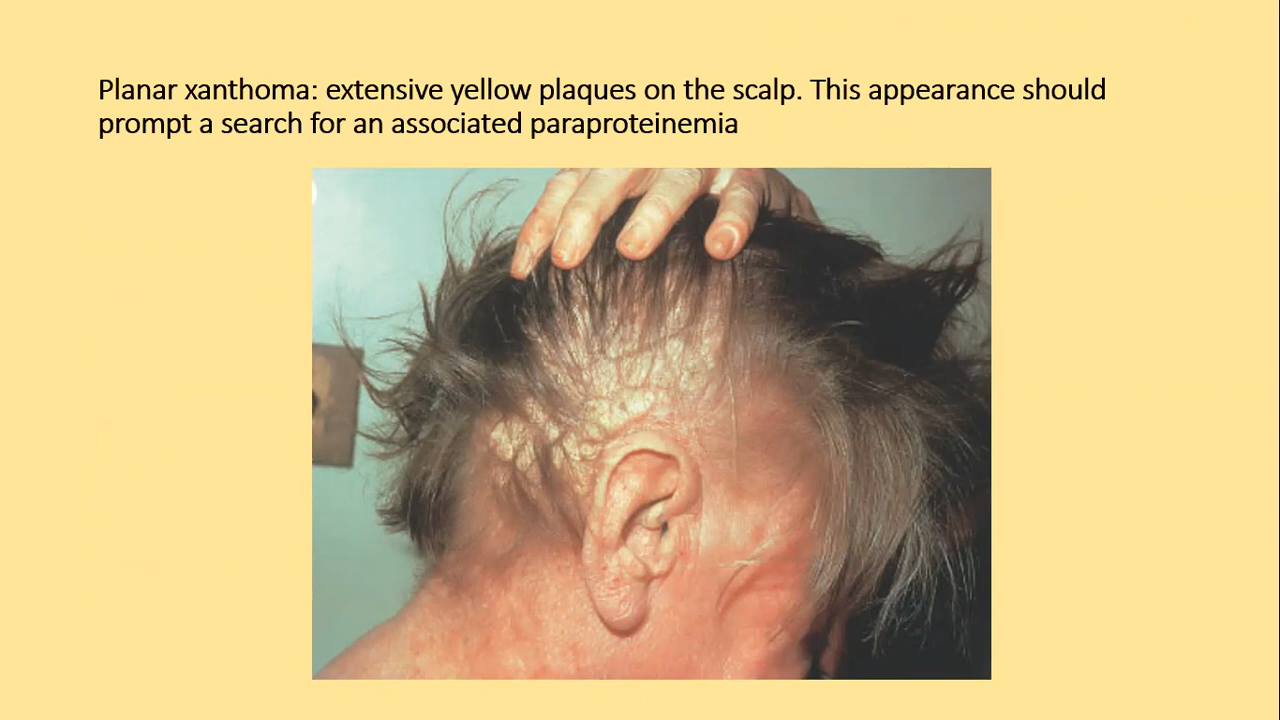 Planar xanthoma: extensive yellow plaques on the scalp. This appearance should
prompt a search for an associated paraproteinemia